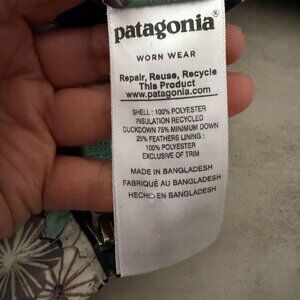 patagonia®
WORN WEAR
Repair, Reuse, Recycle
This Product
www.patagonia.com
SHELL : 100% POLYESTER
INSULATION RECYCLED
DUCKDOWN 75% MINIMUM DOWN
25% FEATHERS LINING :
100% POLYESTER
EXCLUSIVE OF TRIM
MADE IN BANGLADESH
FABRIQUÉ AU BANGLADESH
HECHO EN BANGLADESH